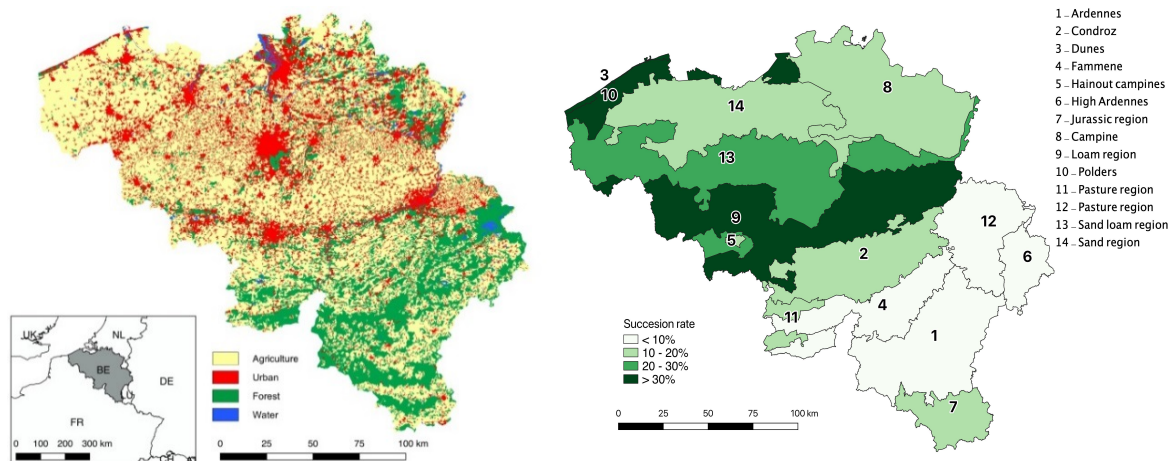 UK
NL
BE
DE
LU
FR
CH
0 100 200 300 km
Agriculture
Urban
Forest
Water
0 25 50 75 100 km
3
10
14
8
13
9
5
2
12
6
4
11
1
7
Succesion rate
< 10%
10 - 20%
20 - 30%
> 30%
0 25 50 75 100 km
1 _ Ardennes
2 _ Condroz
3 _ Dunes
4 _ Fammene
5 _ Hainout campines
6 _ High Ardennes
7 _ Jurassic region
8 _ Campine
9 _ Loam region
10 _ Polders
11 _ Pasture region
12 _ Pasture region
13 _ Sand loam region
14 _ Sand region